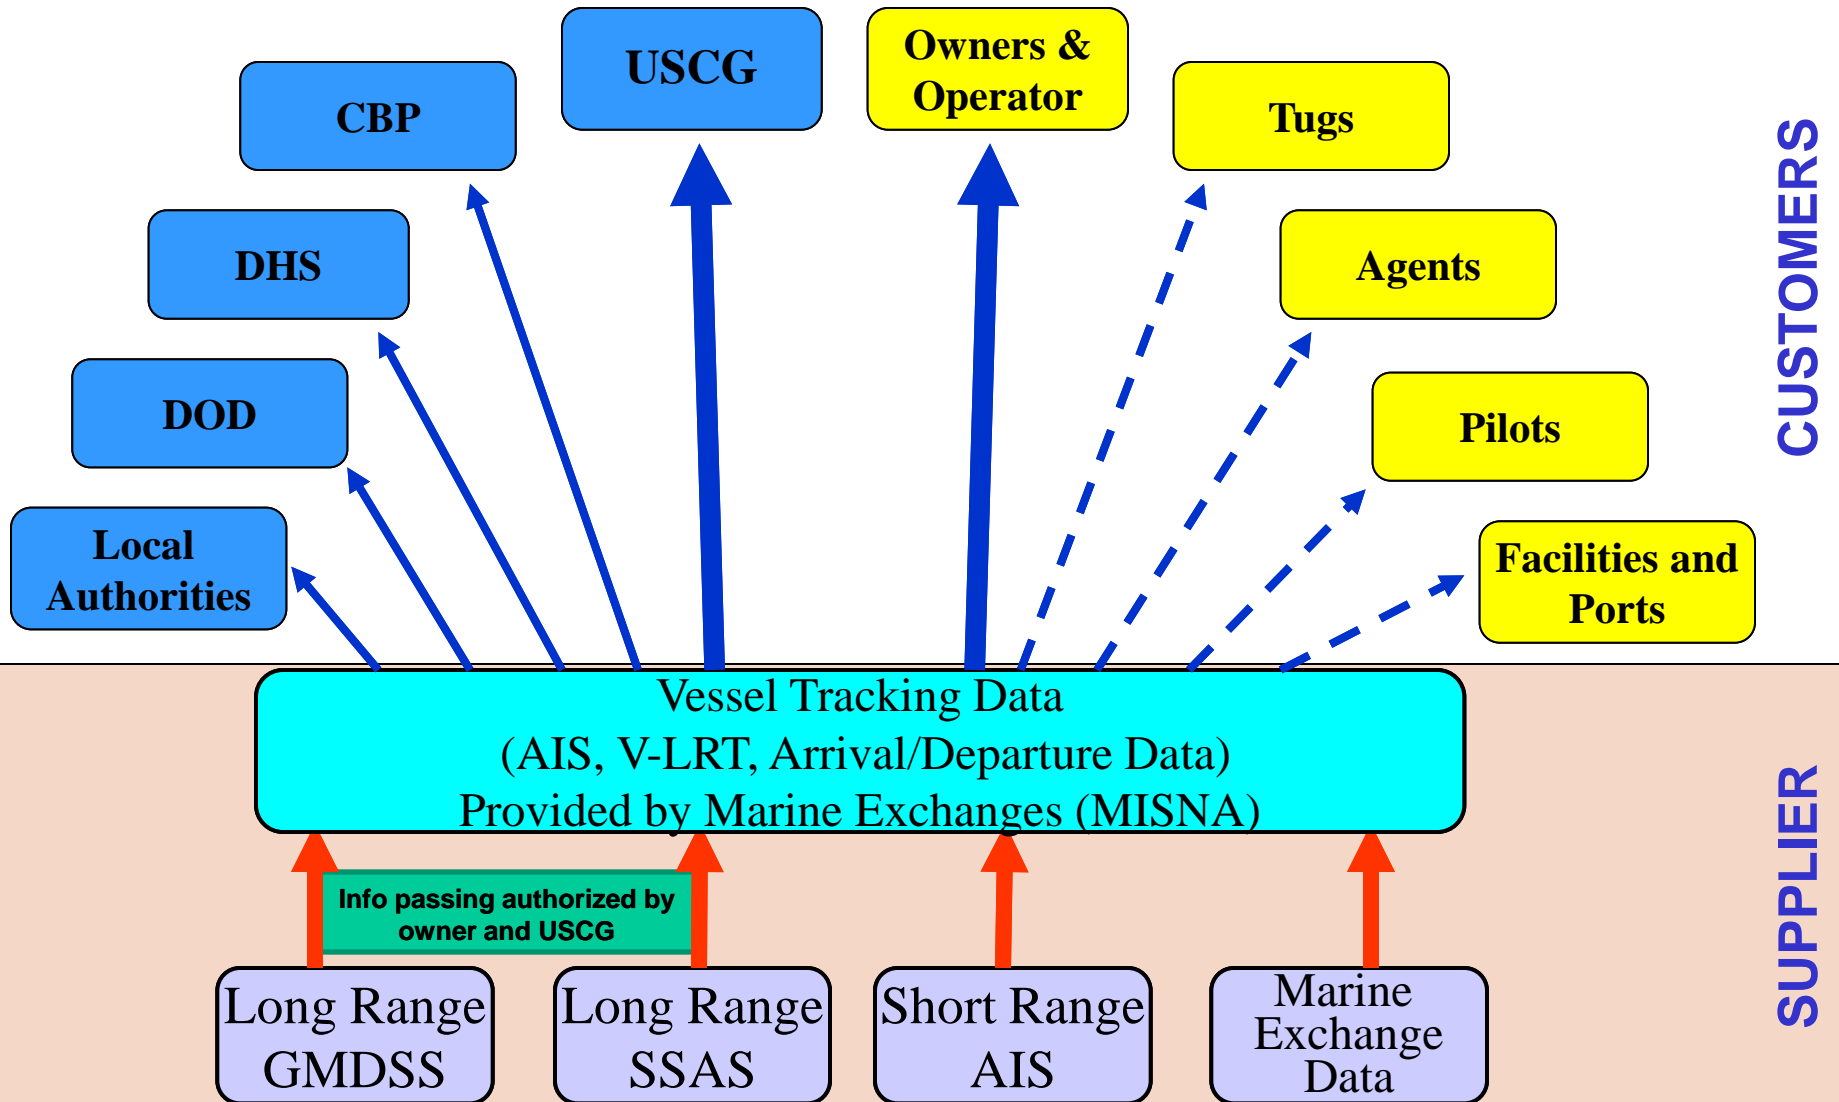 USCG
Owners &
Operator
CBP
Tugs
DHS
Agents
DOD
Pilots
Local
Authorities
Facilities and
Ports
CUSTOMERS
Vessel Tracking Data
(AIS, V-LRT, Arrival/Departure Data)
Provided by Marine Exchanges (MISNA)
Info passing authorized by
owner and USCG
Long Range
GMDSS
Long Range
SSAS
Short Range
AIS
Marine
Exchange
Data
SUPPLIER